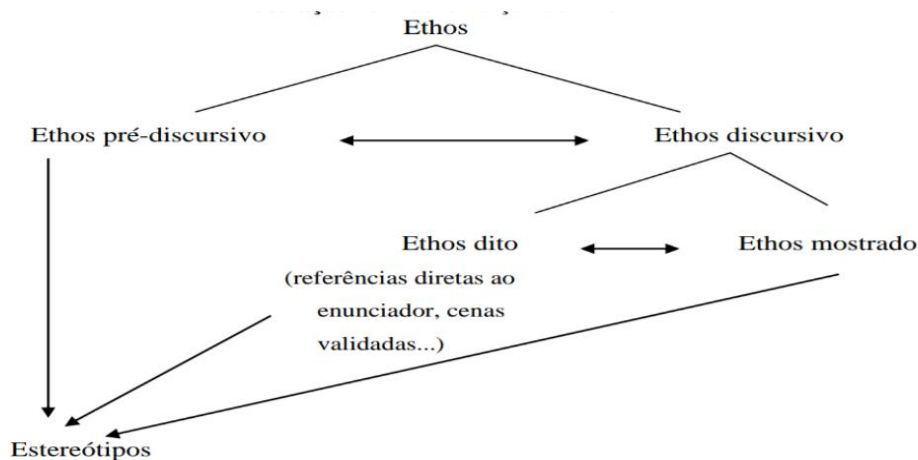 Ethos
Ethos pré-discursivo
Ethos discursivo
Ethos dito
Ethos mostrado
(referências diretas ao
enunciador, cenas
validadas...)
Estereótipos